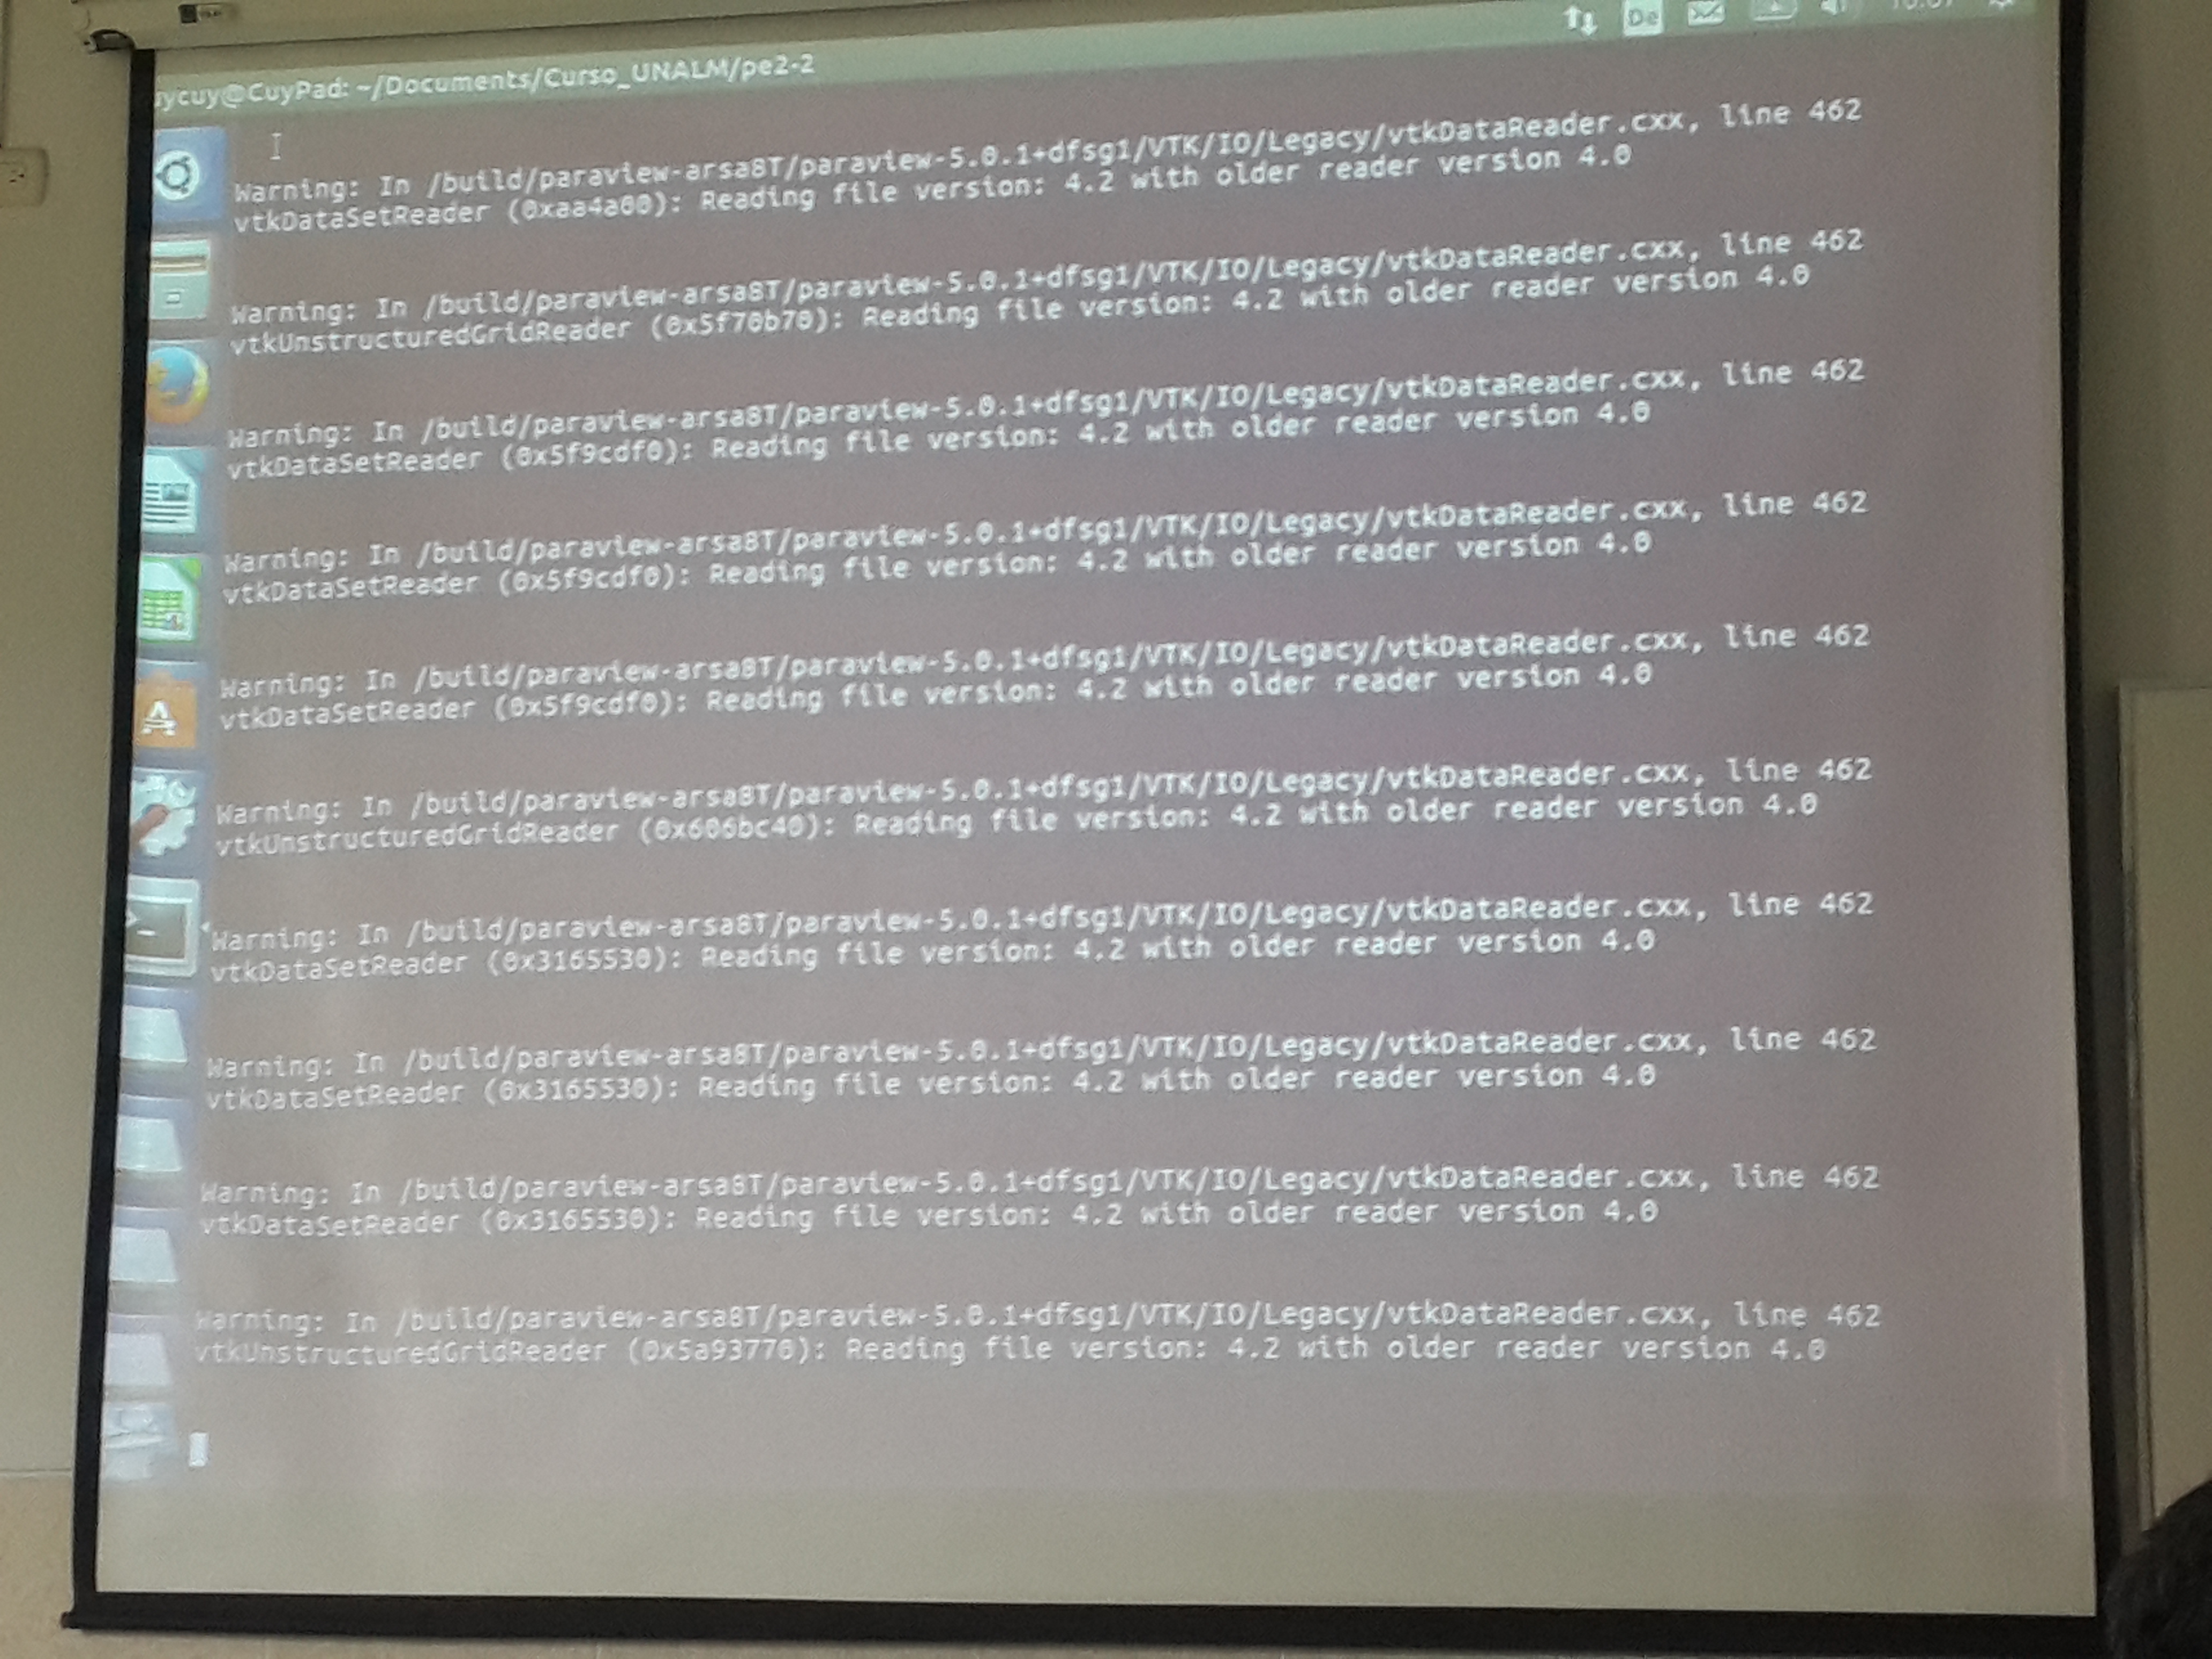 ycuy@CuyPad: ~/Documents/Curso_UNALM/pe2-2
De
Warning: In /build/paraview-arsa8T/paraview-5.0.1+dfsg1/VTK/IO/Legacy/vtkDataReader.cxx, line 462
vtkDataSetReader (0xaa4a00): Reading file version: 4.2 with older reader version 4.0
Warning: In /build/paraview-arsa8T/paraview-5.0.1+dfsg1/VTK/IO/Legacy/vtkDataReader.cxx, line 462
vtkUnstructuredGridReader (0x5f70b70): Reading file version: 4.2 with older reader version 4.0
Warning: In /build/paraview-arsa8T/paraview-5.0.1+dfsg1/VTK/IO/Legacy/vtkDataReader.cxx, line 462
vtkDataSetReader (0x5f9cdf0): Reading file version: 4.2 with older reader version 4.0
Warning: In /build/paraview-arsa8T/paraview-5.0.1+dfsg1/VTK/IO/Legacy/vtkDataReader.cxx, line 462
vtkDataSetReader (0x5f9cdf0): Reading file version: 4.2 with older reader version 4.0
Warning: In /build/paraview-arsa8T/paraview-5.0.1+dfsg1/VTK/IO/Legacy/vtkDataReader.cxx, line 462
vtkDataSetReader (0x5f9cdf0): Reading file version: 4.2 with older reader version 4.0
Warning: In /build/paraview-arsa8T/paraview-5.0.1+dfsg1/VTK/IO/Legacy/vtkDataReader.cxx, line 462
vtkUnstructuredGridReader (0x606bc40): Reading file version: 4.2 with older reader version 4.0
Warning: In /build/paraview-arsa8T/paraview-5.0.1+dfsg1/VTK/IO/Legacy/vtkDataReader.cxx, line 462
vtkDataSetReader (0x3165530): Reading file version: 4.2 with older reader version 4.0
Warning: In /build/paraview-arsa8T/paraview-5.0.1+dfsg1/VTK/IO/Legacy/vtkDataReader.cxx, line 462
vtkDataSetReader (0x3165530): Reading file version: 4.2 with older reader version 4.0
Warning: In /build/paraview-arsa8T/paraview-5.0.1+dfsg1/VTK/IO/Legacy/vtkDataReader.cxx, line 462
vtkDataSetReader (0x3165530): Reading file version: 4.2 with older reader version 4.0
Warning: In /build/paraview-arsa8T/paraview-5.0.1+dfsg1/VTK/IO/Legacy/vtkDataReader.cxx, line 462
vtkUnstructuredGridReader (0x5a93770): Reading file version: 4.2 with older reader version 4.0